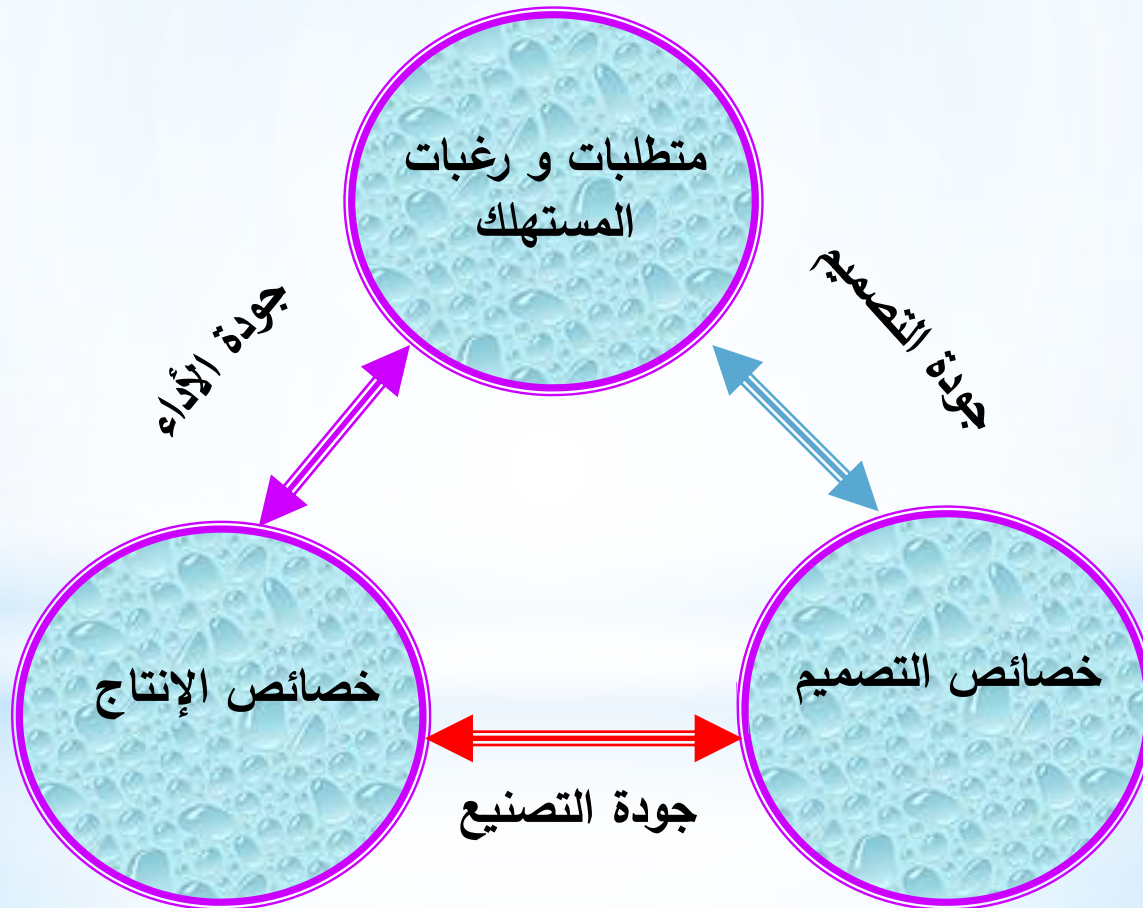 متطلبات و رغبات
المستهلك
جودة التصميم
جودة الأداء
خصائص التصميم
خصائص الإنتاج
جودة التصنيع